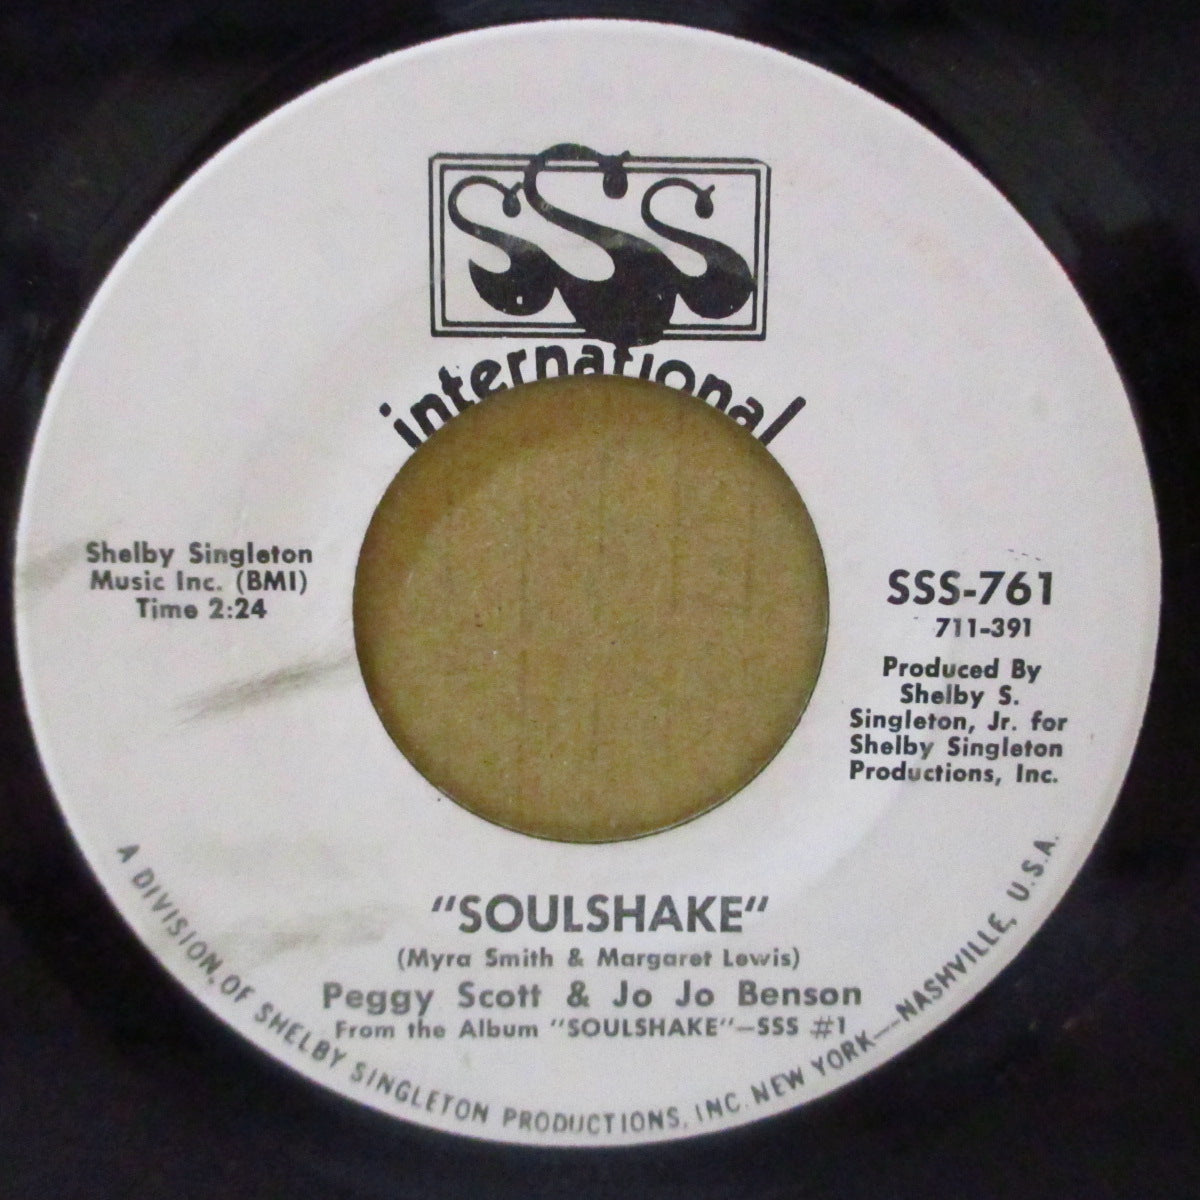 SSS
international
Shelby Singleton
Music Inc. (BMI)
Time 2:24
SSS-761
711-391
Produced By
Shelby S.
Singleton, Jr. for
Shelby Singleton
Productions, Inc.
"SOULSHAKE"
(Myra Smith & Margaret Lewis)
Peggy Scott & Jo Jo Benson
From the Album "SOULSHAKE"—SSS #1
A DIVISION OF SHELBY SINGLETON PRODUCTIONS, INC. NEW YORK—NASHVILLE, U.S.A.